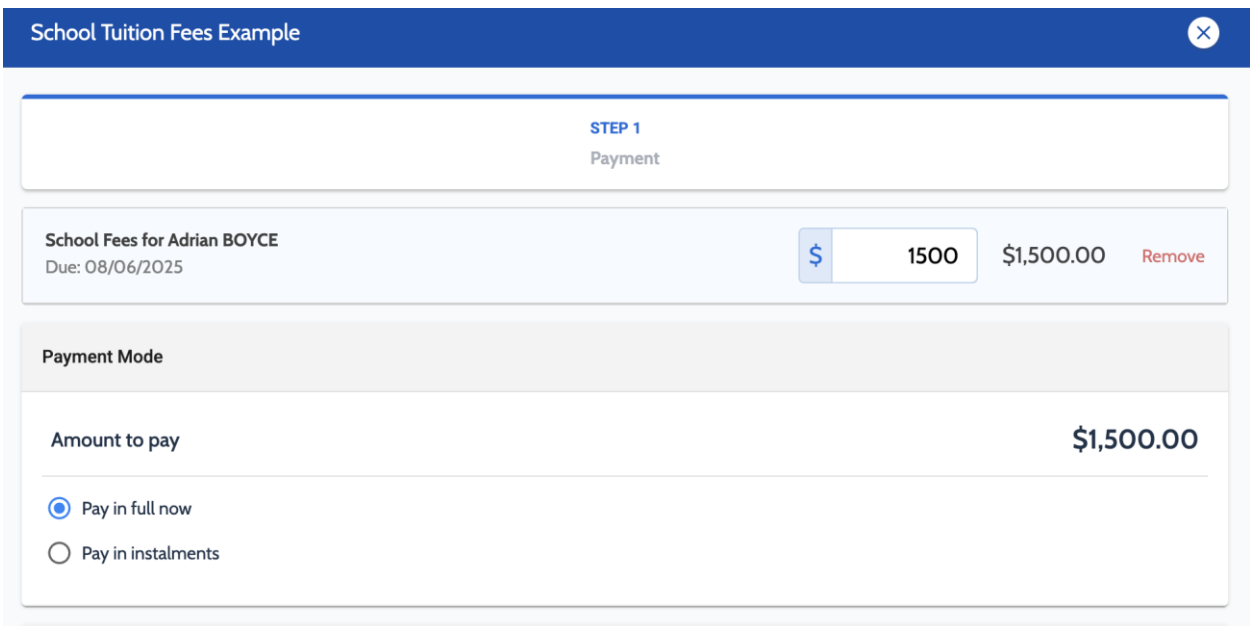 School Tuition Fees Example
STEP 1
Payment
School Fees for Adrian BOYCE
Due: 08/06/2025
$ 1500 $1,500.00 Remove
Payment Mode
Amount to pay $1,500.00
Pay in full now
Pay in instalments